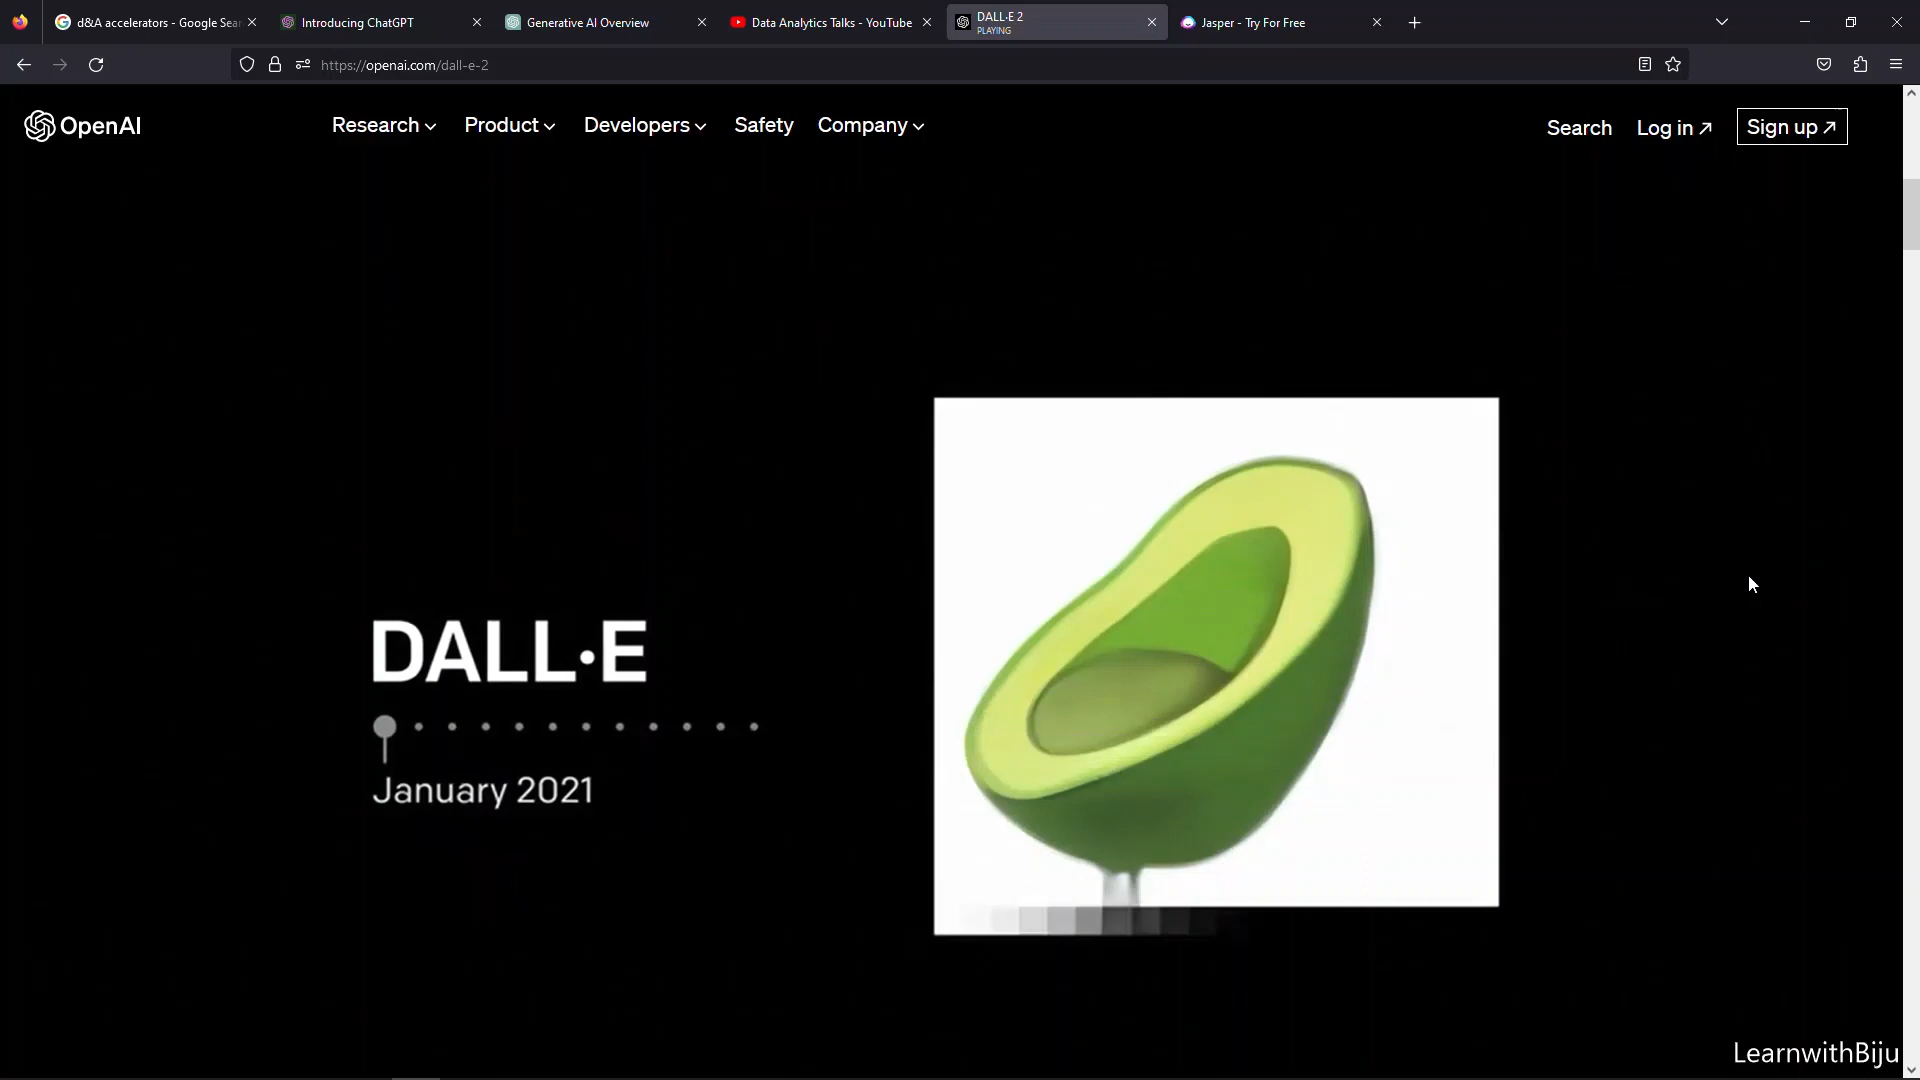 d&A accelerators - Google Sear
Introducing ChatGPT
Generative AI Overview
Data Analytics Talks - YouTube
DALL·E 2
PLAYING
Jasper - Try For Free
https://openai.com/dall-e-2
OpenAI
Research
Product
Developers
Safety
Company
Search
Log in
Sign up
DALL·E
January 2021
LearnwithBiju